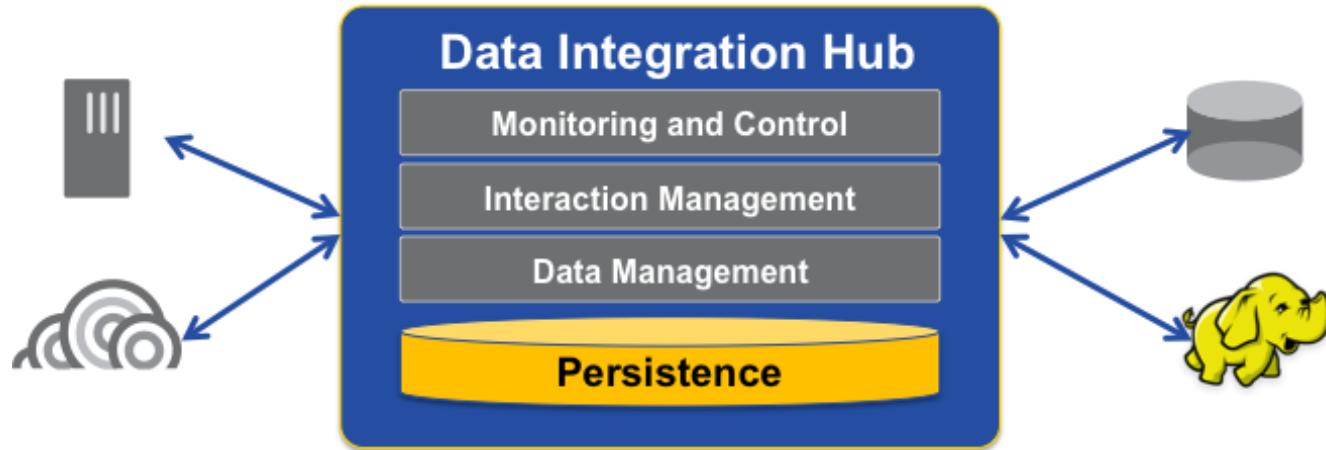 Data Integration Hub
Monitoring and Control
Interaction Management
Data Management
Persistence